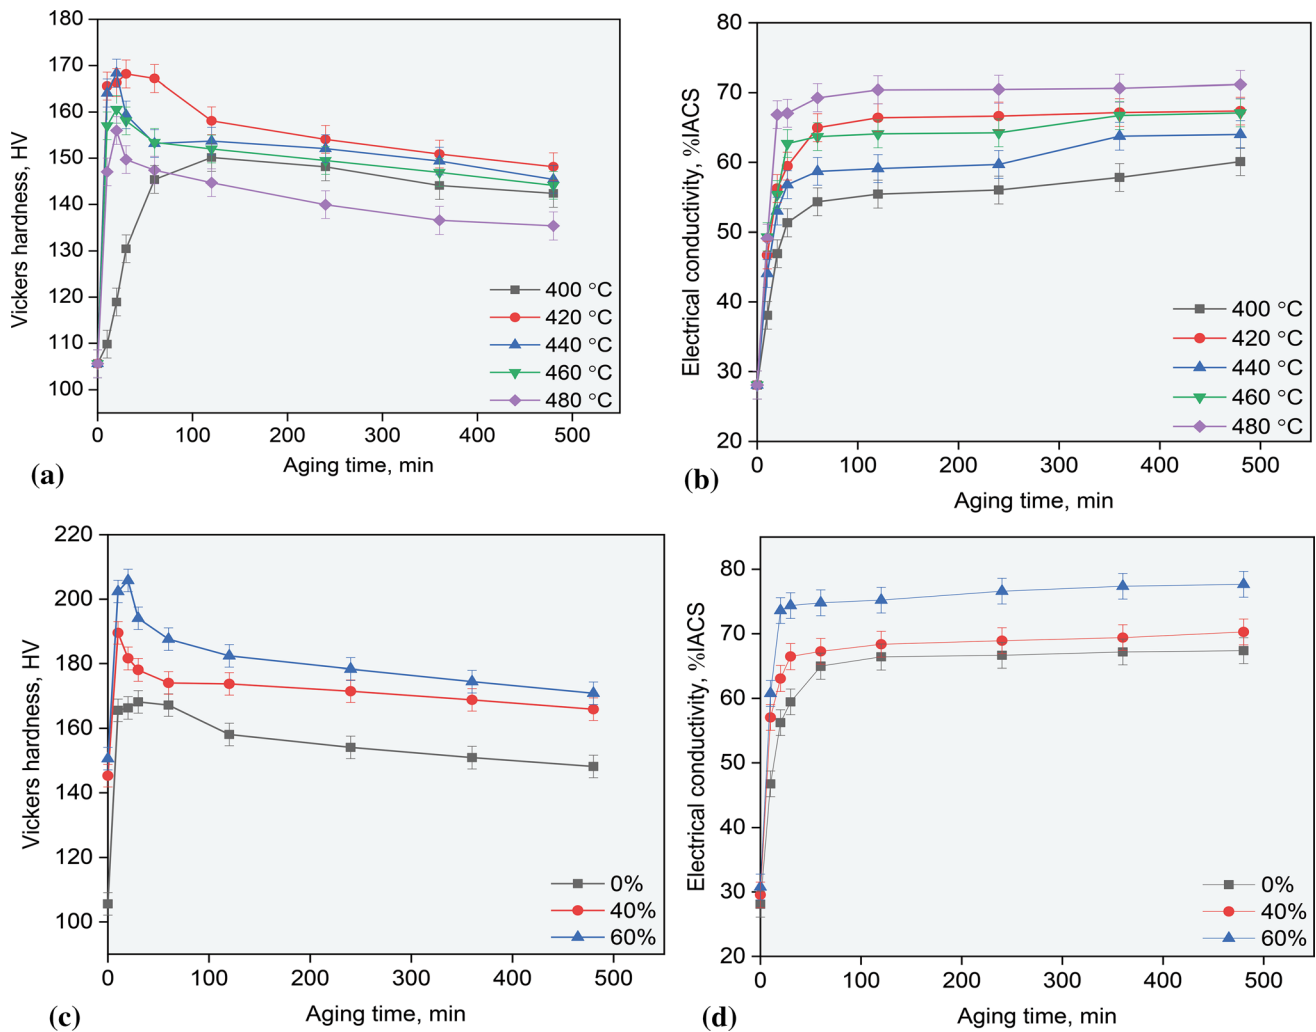 180
170
160
150
140
130
120
110
100
Vickers hardness, HV
0 100 200 300 400 500
Aging time, min
400 °C
420 °C
440 °C
460 °C
480 °C
(a)
80
70
60
50
40
30
20
Electrical conductivity, %IACS
0 100 200 300 400 500
Aging time, min
400 °C
420 °C
440 °C
460 °C
480 °C
(b)
220
200
180
160
140
120
100
Vickers hardness, HV
0 100 200 300 400 500
Aging time, min
0%
40%
60%
(c)
80
70
60
50
40
30
20
Electrical conductivity, %IACS
0 100 200 300 400 500
Aging time, min
0%
40%
60%
(d)